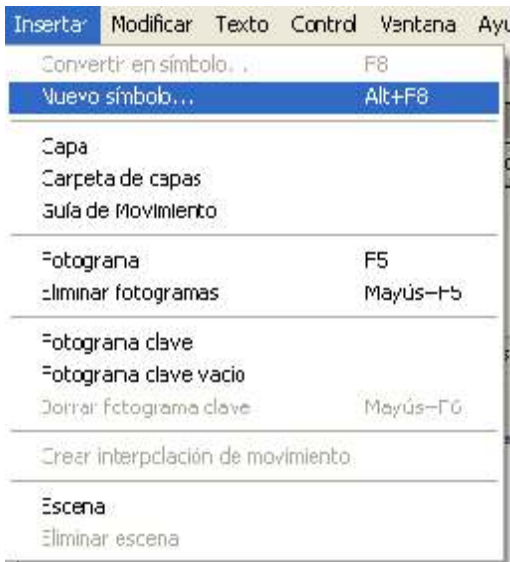 Insertar Modificar Texto Control Ventana Ayu
Convertir en símbolo... F8
Nuevo símbolo... Alt+F8
Capa
Carpeta de capas
Guía de Movimiento
Fotograma F5
Eliminar fotogramas Mayús+F5
Fotograma clave
Fotograma clave vacío
Borrar fotograma clave Mayús+F6
Crear interpolación de movimiento
Escena
Eliminar escena